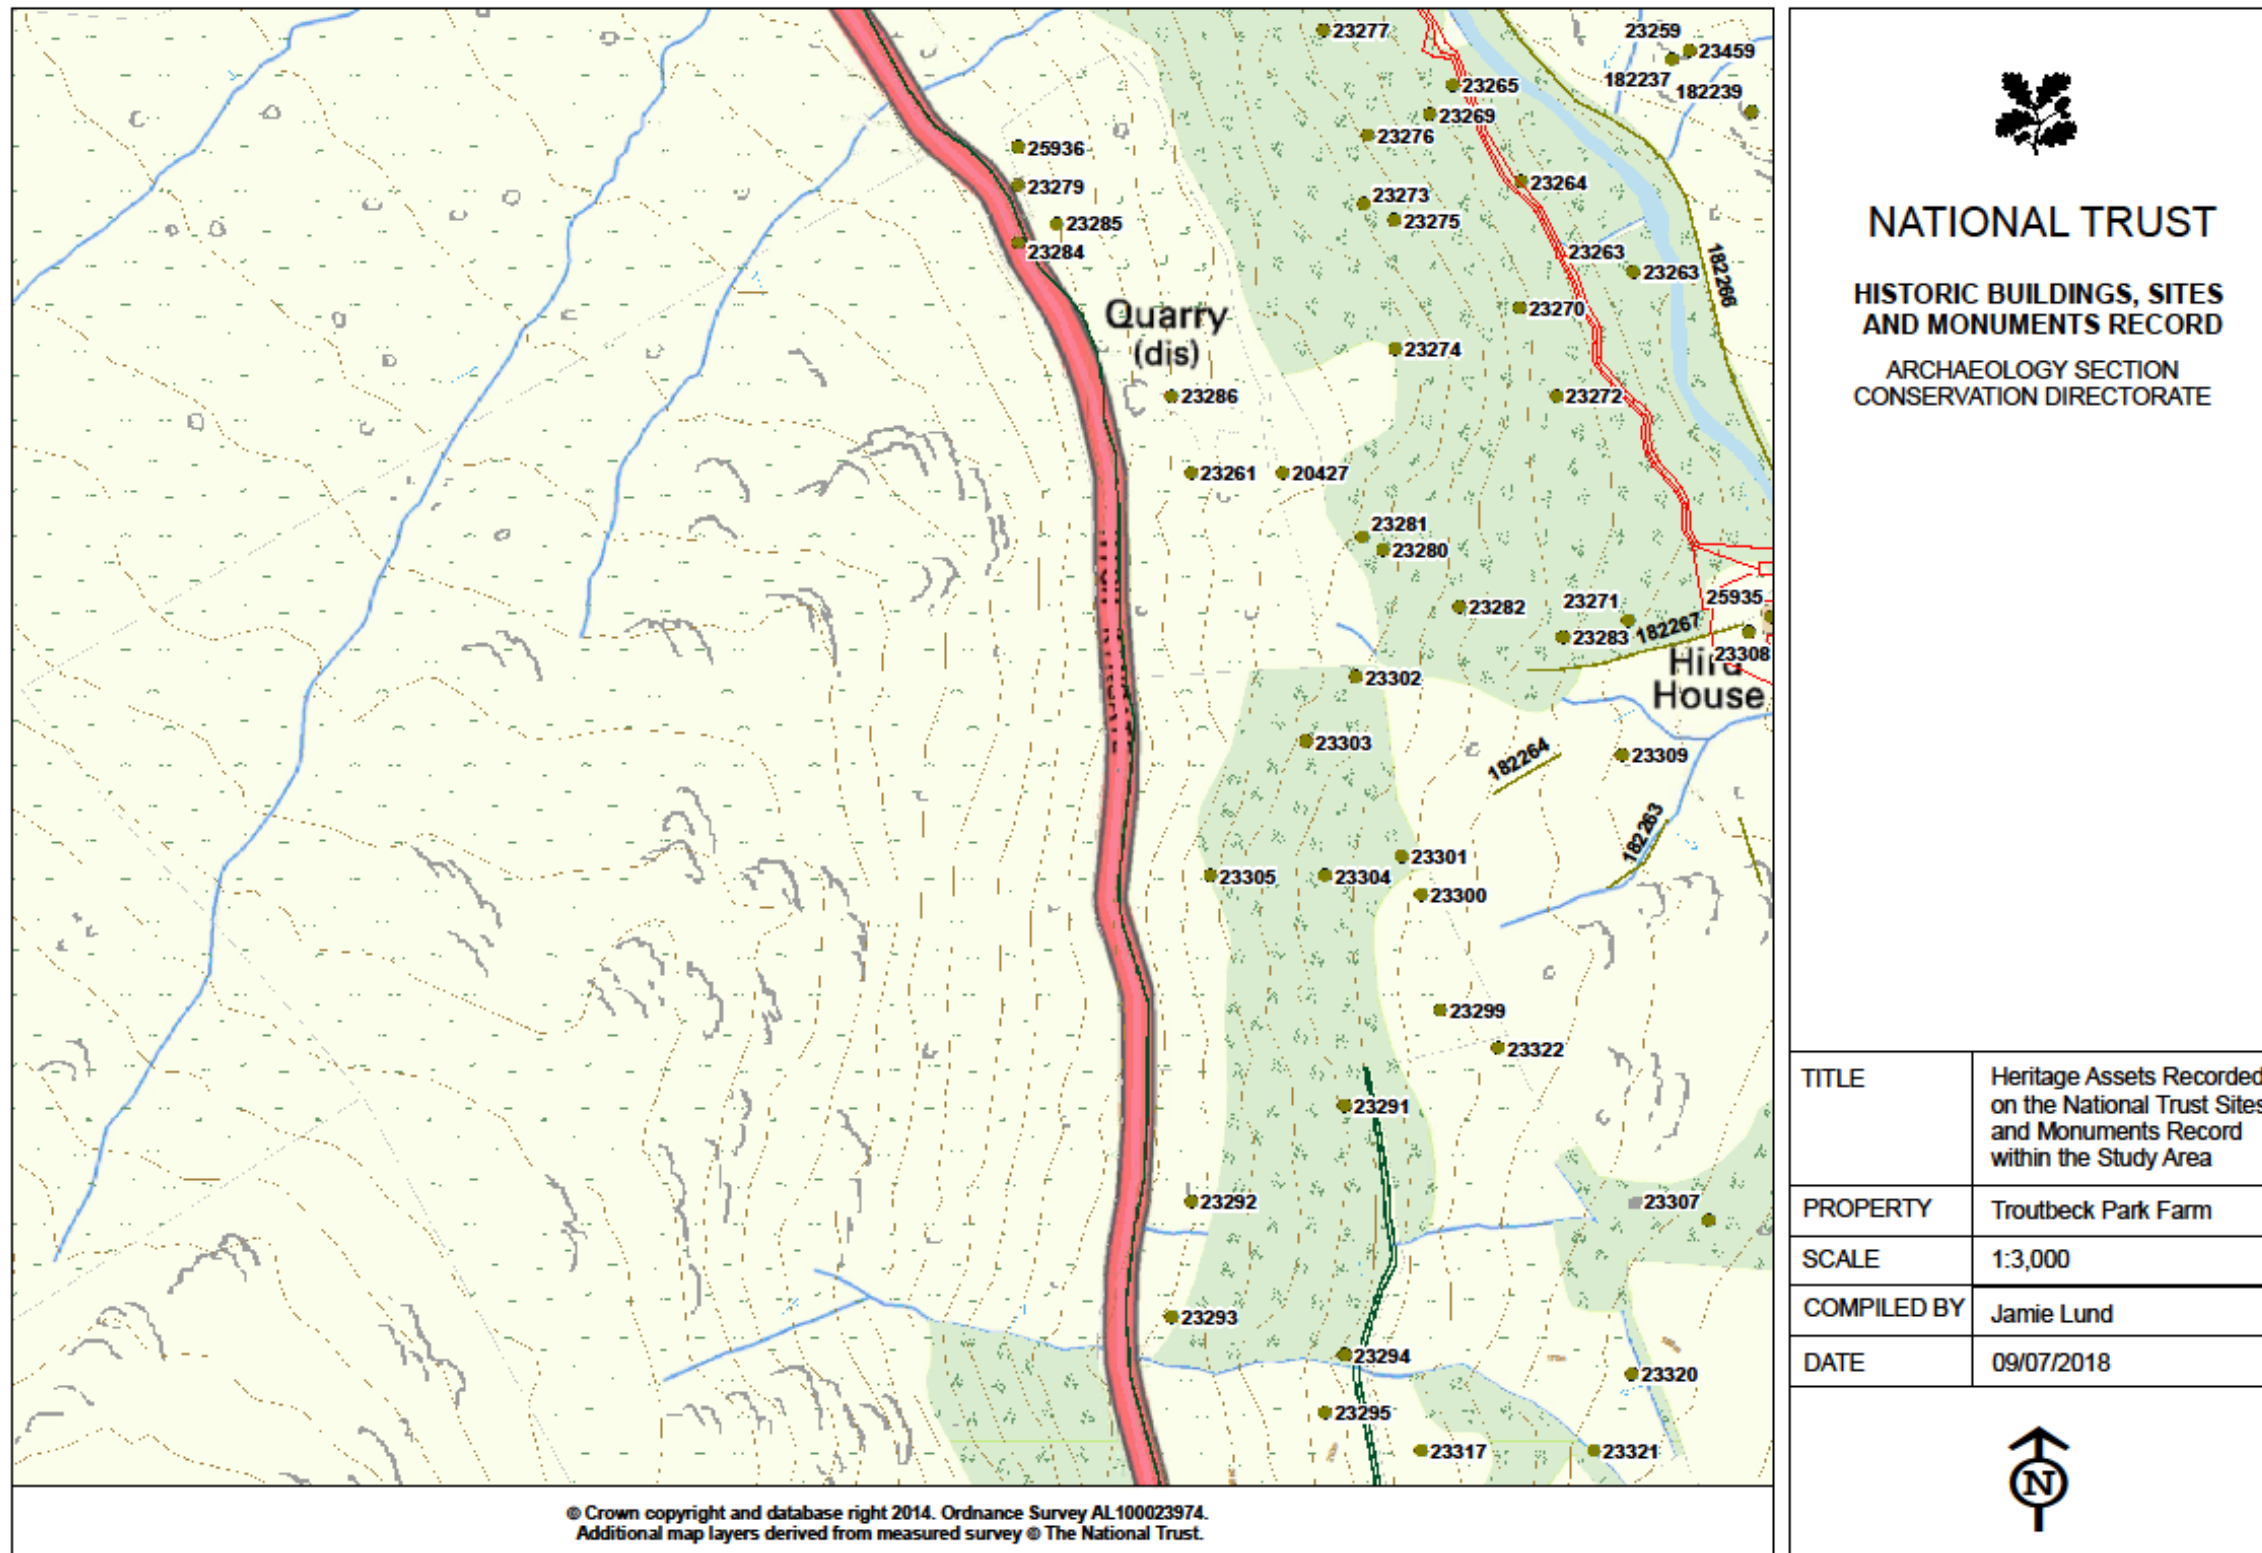 23277
23259
23459
182237
182239
23265
23269
23276
25936
23279
23264
23273
23275
23285
23284
23263
23263
182266
Quarry
(dis)
23270
23274
23286
23272
23261
20427
23281
23280
23282
23271
25935
23283
182267
23308
Hird
House
23302
23303
182264
23309
182263
23301
23305
23304
23300
23299
23322
23291
23292
23307
23293
23294
23320
23295
23317
23321
© Crown copyright and database right 2014. Ordnance Survey AL100023974.
Additional map layers derived from measured survey © The National Trust.
NATIONAL TRUST
HISTORIC BUILDINGS, SITES
AND MONUMENTS RECORD
ARCHAEOLOGY SECTION
CONSERVATION DIRECTORATE
TITLE
Heritage Assets Recorded
on the National Trust Sites
and Monuments Record
within the Study Area
PROPERTY
Troutbeck Park Farm
SCALE
1:3,000
COMPILED BY
Jamie Lund
DATE
09/07/2018
N